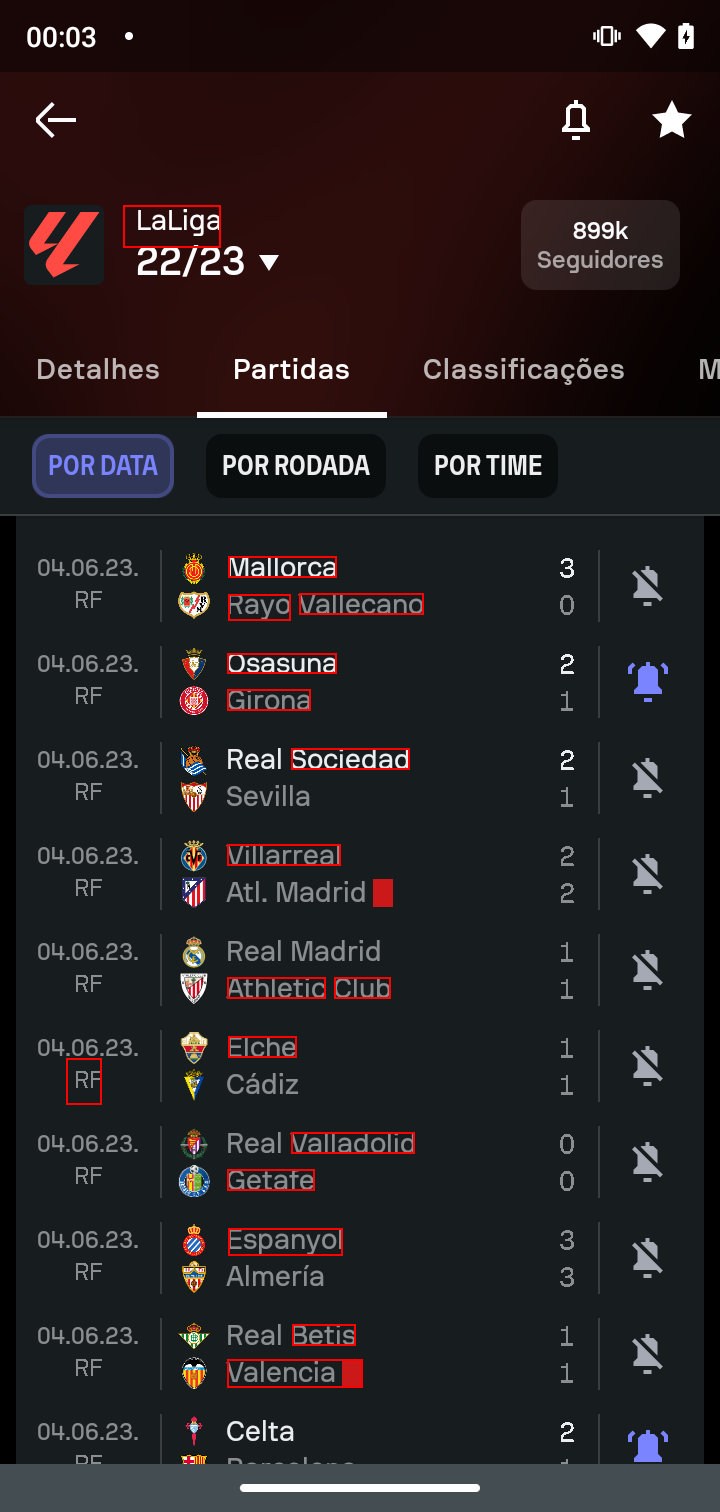 00:03
LaLiga
22/23
899k
Seguidores
Detalhes Partidas Classificações M
POR DATA POR RODADA POR TIME
04.06.23. Mallorca 3
RF Rayo Vallecano 0
04.06.23. Osasuna 2
RF Girona 1
04.06.23. Real Sociedad 2
RF Sevilla 1
04.06.23. Villarreal 2
RF Atl. Madrid 2
04.06.23. Real Madrid 1
RF Athletic Club 1
04.06.23. Elche 1
RF Cádiz 1
04.06.23. Real Valladolid 0
RF Getafe 0
04.06.23. Espanyol 3
RF Almería 3
04.06.23. Real Betis 1
RF Valencia 1
04.06.23. Celta 2
RF Barcelona 1